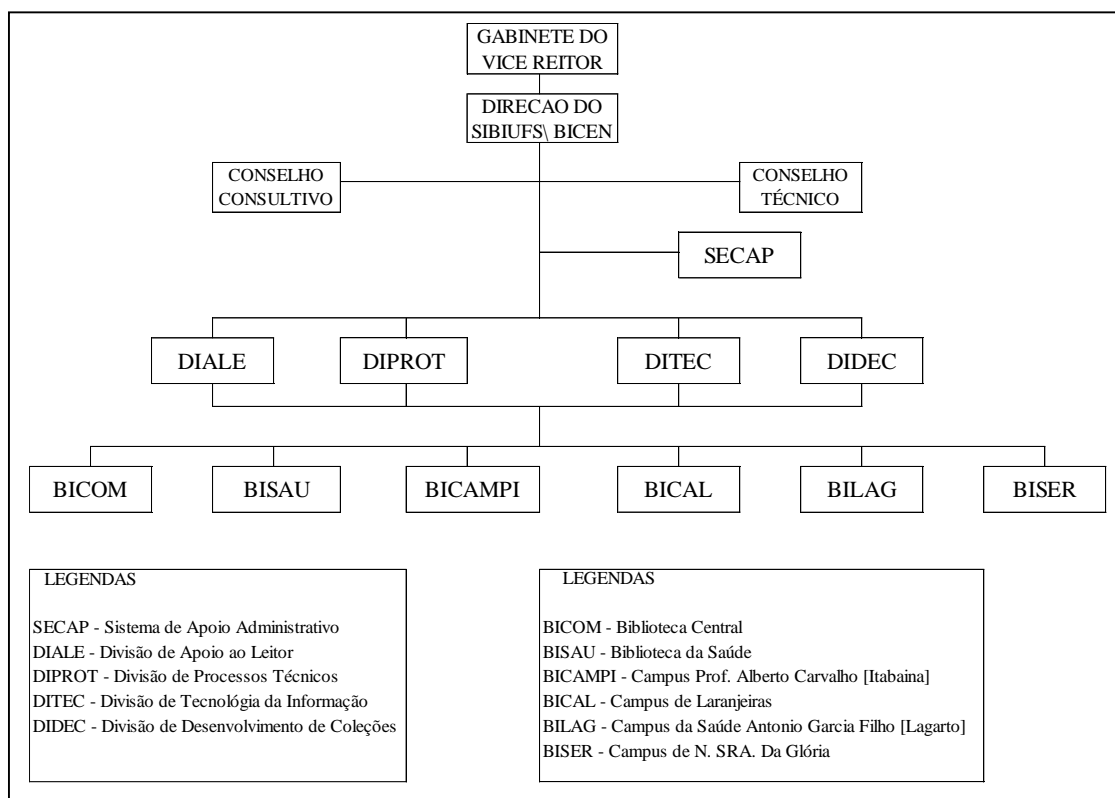 GABINETE DO
VICE REITOR
DIRECAO DO
SIBIUFS\ BICEN
CONSELHO
CONSULTIVO
CONSELHO
TÉCNICO
SECAP
DIALE
DIPROT
DITEC
DIDEC
BICOM
BISAU
BICAMPI
BICAL
BILAG
BISER
LEGENDAS
SECAP - Sistema de Apoio Administrativo
DIALE - Divisão de Apoio ao Leitor
DIPROT - Divisão de Processos Técnicos
DITEC - Divisão de Tecnológia da Informação
DIDEC - Divisão de Desenvolvimento de Coleções
LEGENDAS
BICOM - Biblioteca Central
BISAU - Biblioteca da Saúde
BICAMPI - Campus Prof. Alberto Carvalho [Itabaina]
BICAL - Campus de Laranjeiras
BILAG - Campus da Saúde Antonio Garcia Filho [Lagarto]
BISER - Campus de N. SRA. Da Glória